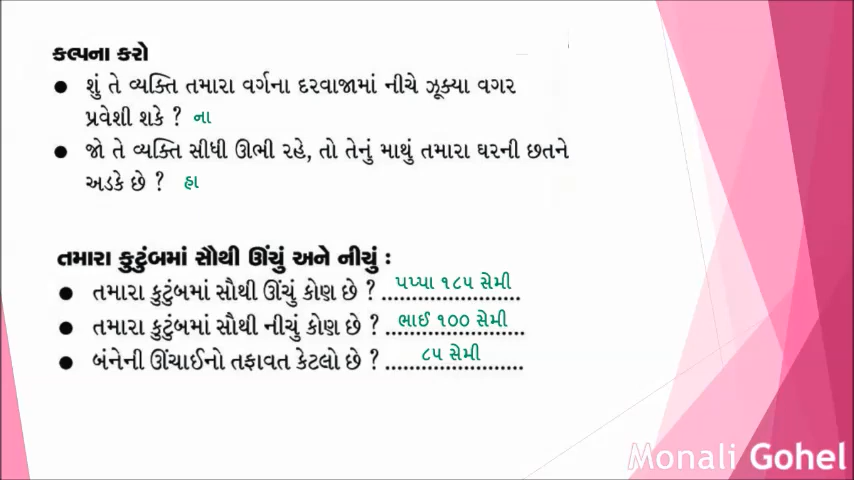 કલ્પના કરો
● શું તે વ્યક્તિ તમારા વર્ગના દરવાજામાં નીચે ઝૂક્યા વગર
પ્રવેશી શકે ? ના
● જો તે વ્યક્તિ સીધી ઊભી રહે, તો તેનું માથું તમારા ઘરની છતને
અડકે છે ? હા
તમારા કુટુંબમાં સૌથી ઊંચું અને નીચું :
● તમારા કુટુંબમાં સૌથી ઊંચું કોણ છે ? પપ્પા ૧૮૫ સેમી
● તમારા કુટુંબમાં સૌથી નીચું કોણ છે ? ભાઈ ૧૦૦ સેમી
● બંનેની ઊંચાઈનો તફાવત કેટલો છે ? ૮૫ સેમી
Monali Gohel